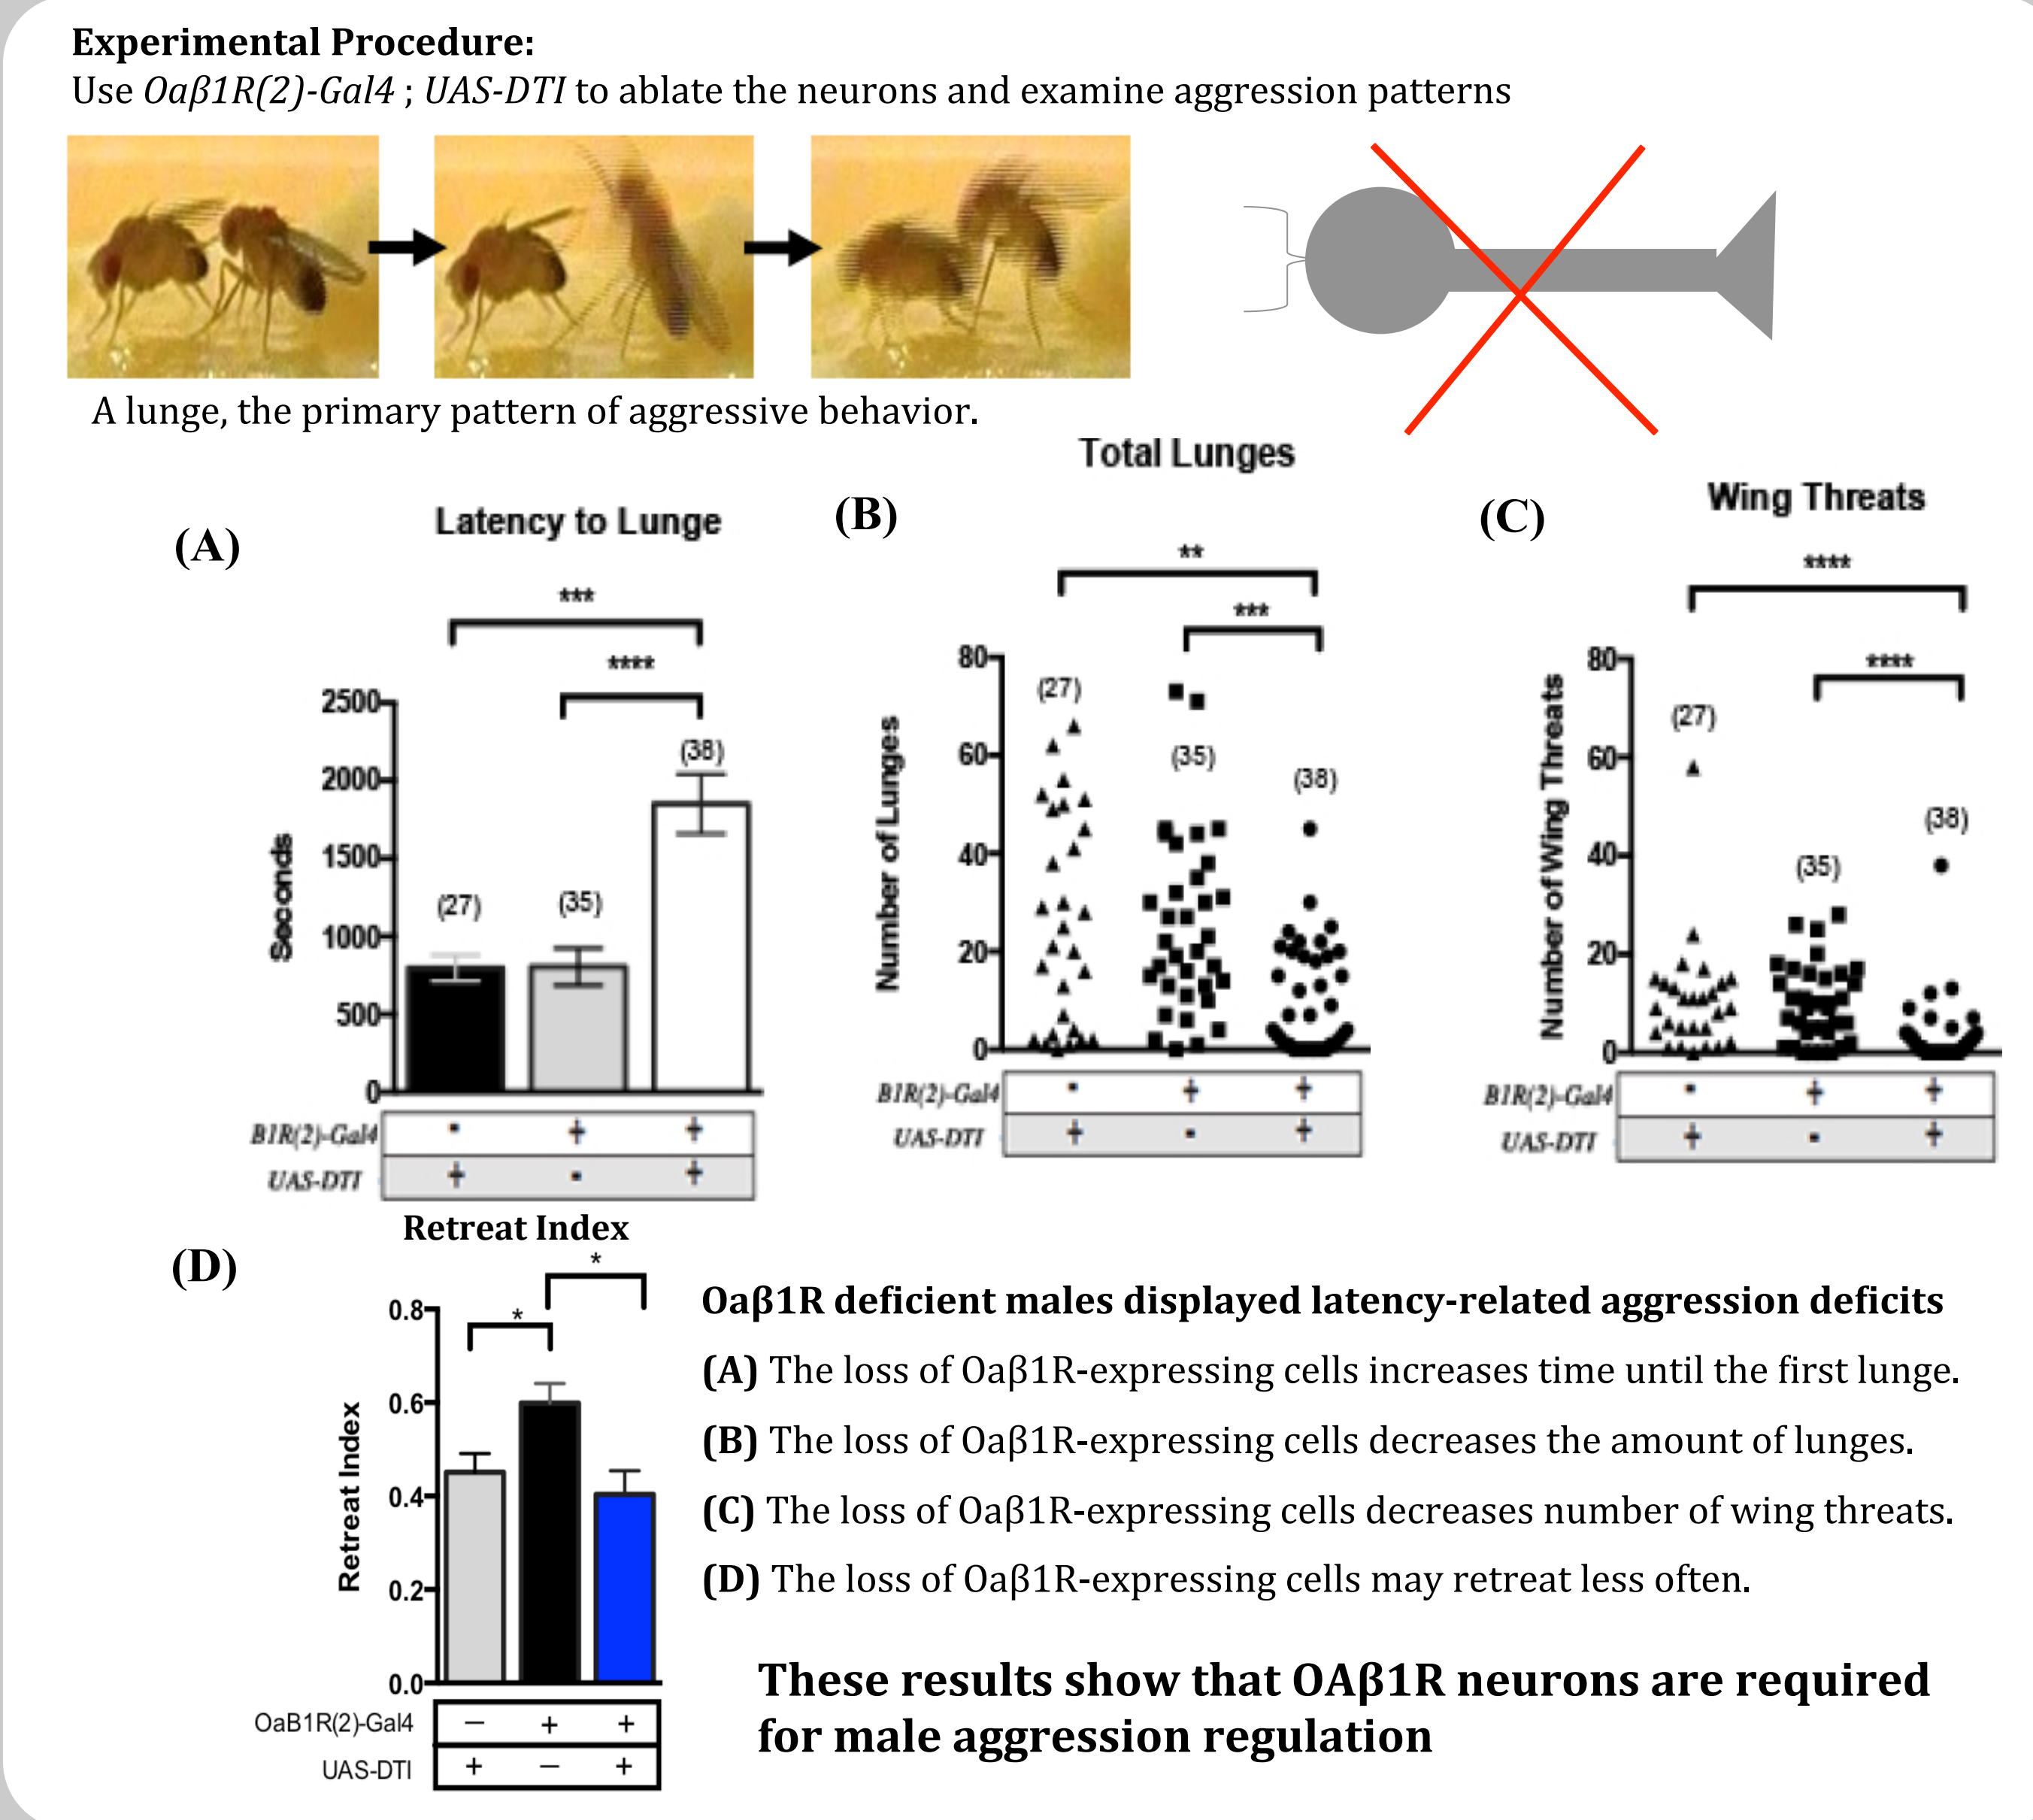 Experimental Procedure:
Use Oaβ1R(2)-Gal4 ; UAS-DTI to ablate the neurons and examine aggression patterns
A lunge, the primary pattern of aggressive behavior.
(A)
Latency to Lunge
***
****
2500
2000
1500
1000
500
0
Seconds
(27)
(35)
(38)
B1R(2)-Gal4 - + +
UAS-DTI + - +
(B)
Total Lunges
**
***
80
60
40
20
0
Number of Lunges
(27)
(35)
(38)
B1R(2)-Gal4 - + +
UAS-DTI + - +
(C)
Wing Threats
****
****
80
60
40
20
0
Number of Wing Threats
(27)
(35)
(38)
B1R(2)-Gal4 - + +
UAS-DTI + - +
(D)
Retreat Index
*
*
0.8
0.6
0.4
0.2
0.0
Retreat Index
OaB1R(2)-Gal4 – + +
UAS-DTI + – +
Oaβ1R deficient males displayed latency-related aggression deficits
(A) The loss of Oaβ1R-expressing cells increases time until the first lunge.
(B) The loss of Oaβ1R-expressing cells decreases the amount of lunges.
(C) The loss of Oaβ1R-expressing cells decreases number of wing threats.
(D) The loss of Oaβ1R-expressing cells may retreat less often.
These results show that OAβ1R neurons are required
for male aggression regulation